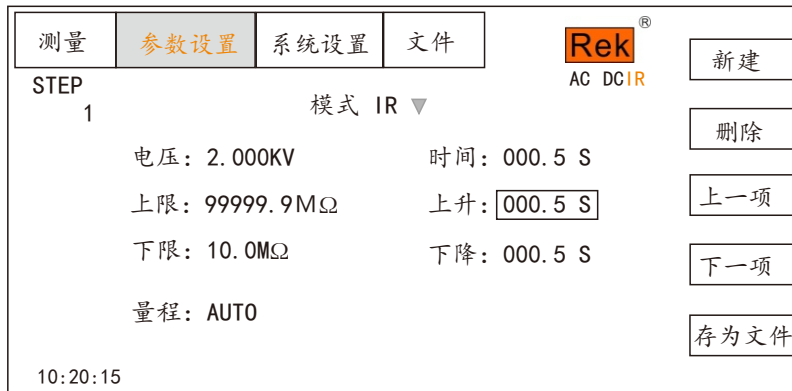 测量 参数设置 系统设置 文件
Rek®
AC DCIR
新建
STEP
1
模式 IR ▼
删除
电压: 2.000KV 时间: 000.5 S
上限: 99999.9MΩ 上升: 000.5 S
上一项
下限: 10.0MΩ 下降: 000.5 S
下一项
量程: AUTO
存为文件
10:20:15